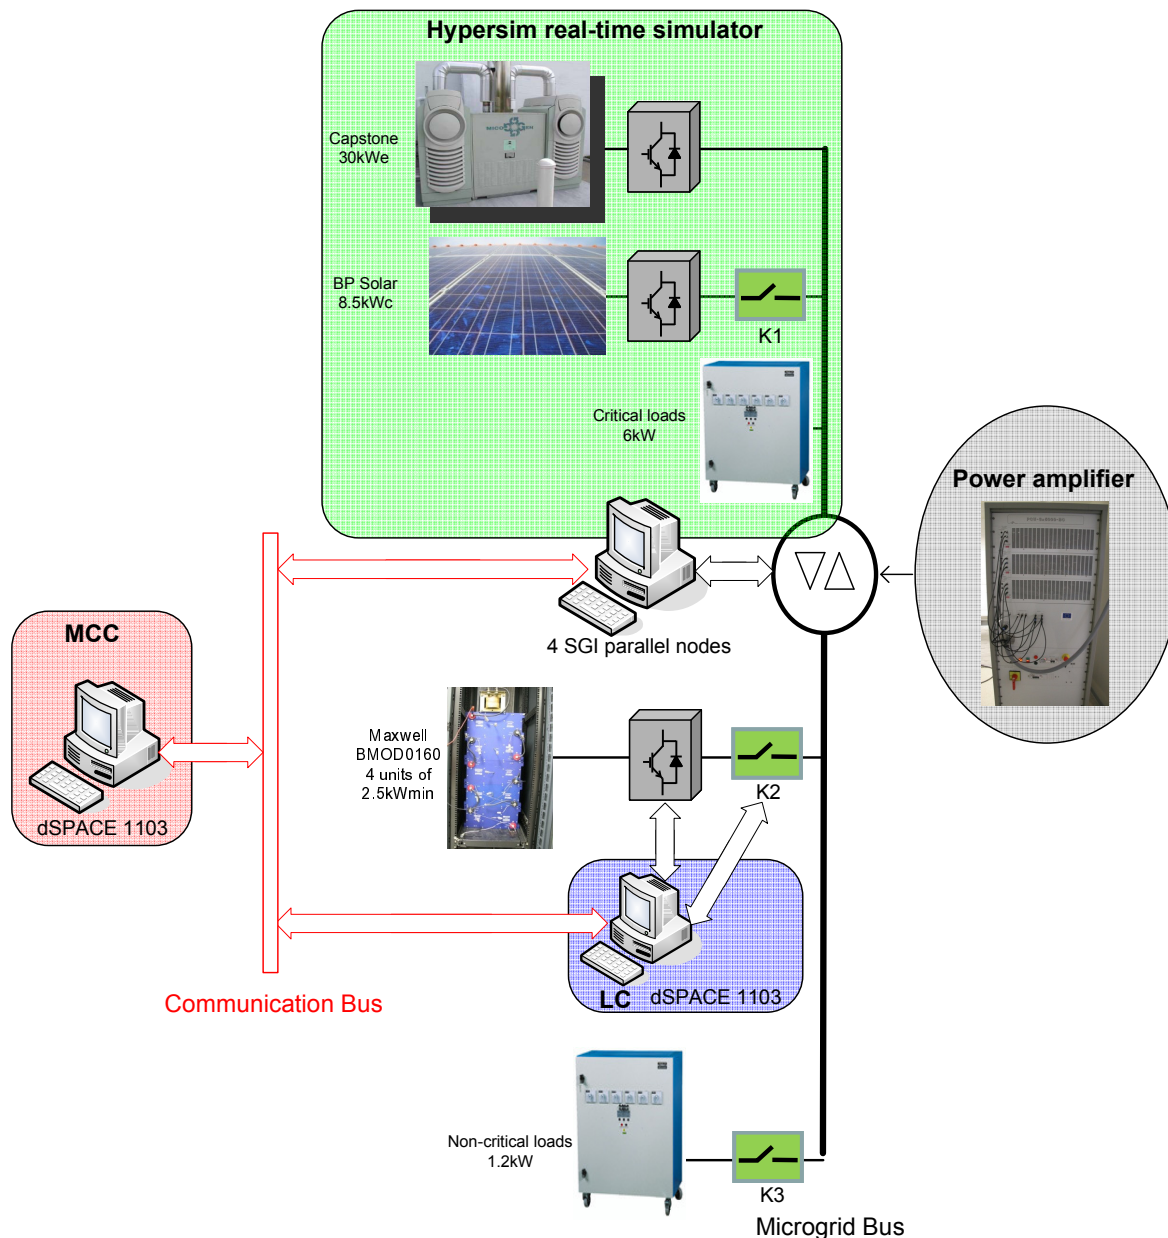 Hypersim real-time simulator
Capstone
30kWe
BP Solar
8.5kWc
K1
Critical loads
6kW
Power amplifier
4 SGI parallel nodes
MCC
dSPACE 1103
Maxwell
BMOD0160
4 units of
2.5kWmin
K2
LC
dSPACE 1103
Communication Bus
Non-critical loads
1.2kW
K3
Microgrid Bus